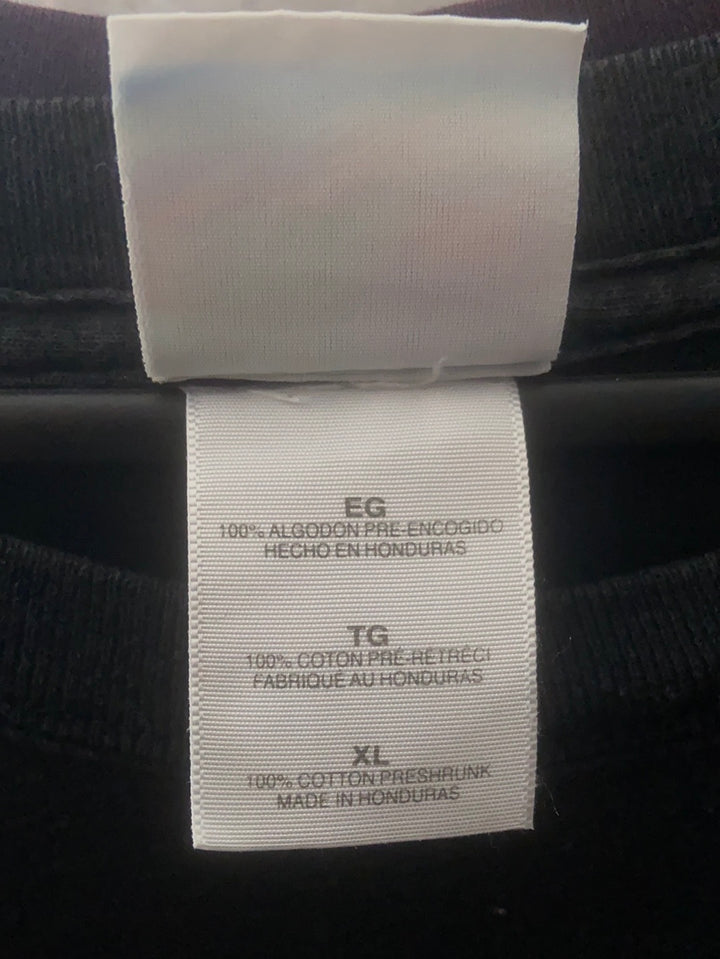 EG
100% ALGODON PRE-ENCOGIDO
HECHO EN HONDURAS
TG
100% COTON PRÉ-RÉTRÉCI
FABRIQUÉ AU HONDURAS
XL
100% COTTON PRESHRUNK
MADE IN HONDURAS